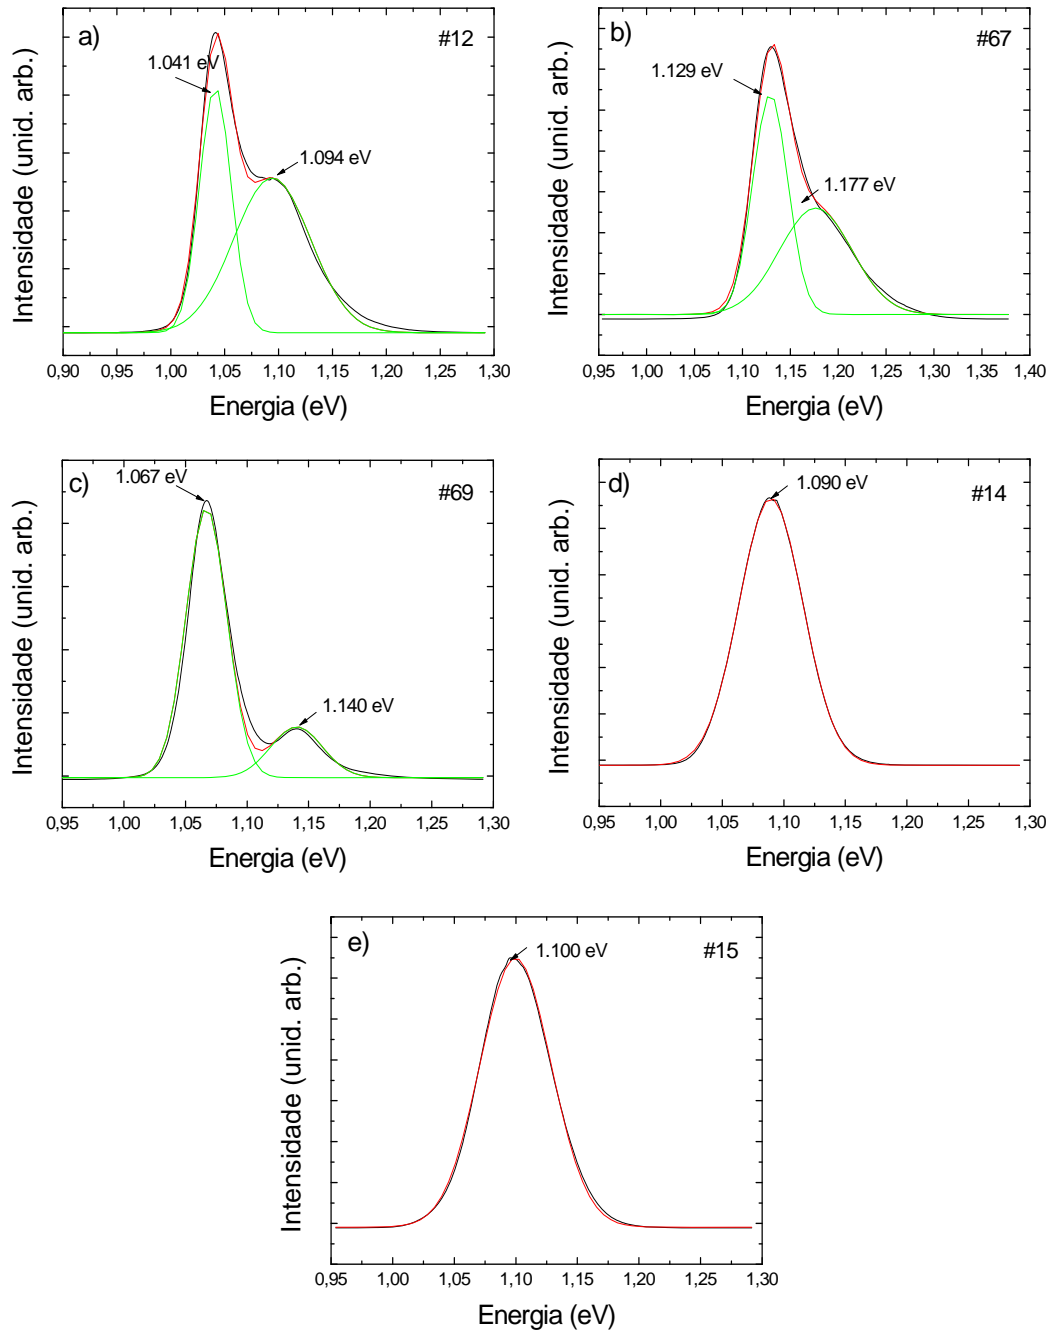 a)
#12
1.041 eV
1.094 eV
Intensidade (unid. arb.)
0,90 0,95 1,00 1,05 1,10 1,15 1,20 1,25 1,30
Energia (eV)
b)
#67
1.129 eV
1.177 eV
Intensidade (unid. arb.)
0,95 1,00 1,05 1,10 1,15 1,20 1,25 1,30 1,35 1,40
Energia (eV)
c)
#69
1.067 eV
1.140 eV
Intensidade (unid. arb.)
0,95 1,00 1,05 1,10 1,15 1,20 1,25 1,30
Energia (eV)
d)
#14
1.090 eV
Intensidade (unid. arb.)
0,95 1,00 1,05 1,10 1,15 1,20 1,25 1,30
Energia (eV)
e)
#15
1.100 eV
Intensidade (unid. arb.)
0,95 1,00 1,05 1,10 1,15 1,20 1,25 1,30
Energia (eV)